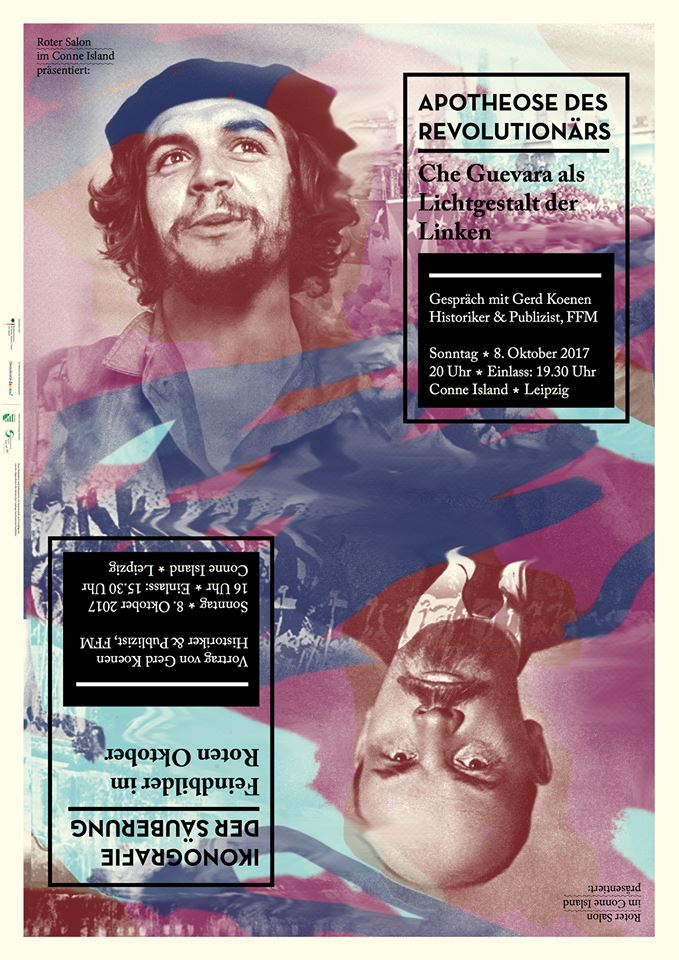 Roter Salon
im Conne Island
präsentiert:
APOTHEOSE DES
REVOLUTIONÄRS
Che Guevara als
Lichtgestalt der
Linken
Gespräch mit Gerd Koenen
Historiker & Publizist, FFM
Sonntag * 8. Oktober 2017
20 Uhr * Einlass: 19.30 Uhr
Conne Island * Leipzig
IKONOGRAFIE
DER SÄUBERUNG
Feindbilder im
Roten Oktober
Vortrag von Gerd Koenen
Historiker & Publizist, FFM
Sonntag * 8. Oktober 2017
16 Uhr * Einlass: 15.30 Uhr
Conne Island * Leipzig
Roter Salon
im Conne Island
präsentiert: